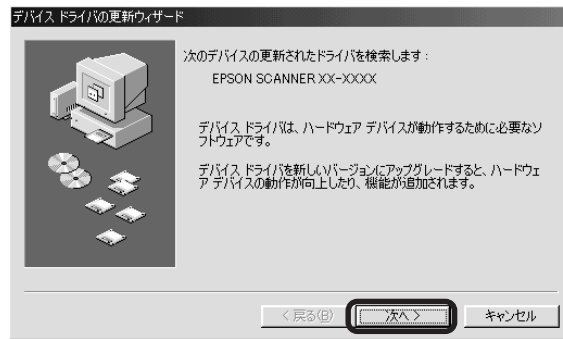 デバイス ドライバの更新ウィザード
次のデバイスの更新されたドライバを検索します：
EPSON SCANNER XX-XXXX
デバイス ドライバは、ハードウェア デバイスが動作するために必要なソ
フトウェアです。
デバイス ドライバを新しいバージョンにアップグレードすると、ハードウェ
ア デバイスの動作が向上したり、機能が追加されます。
< 戻る(B) 次へ > キャンセル